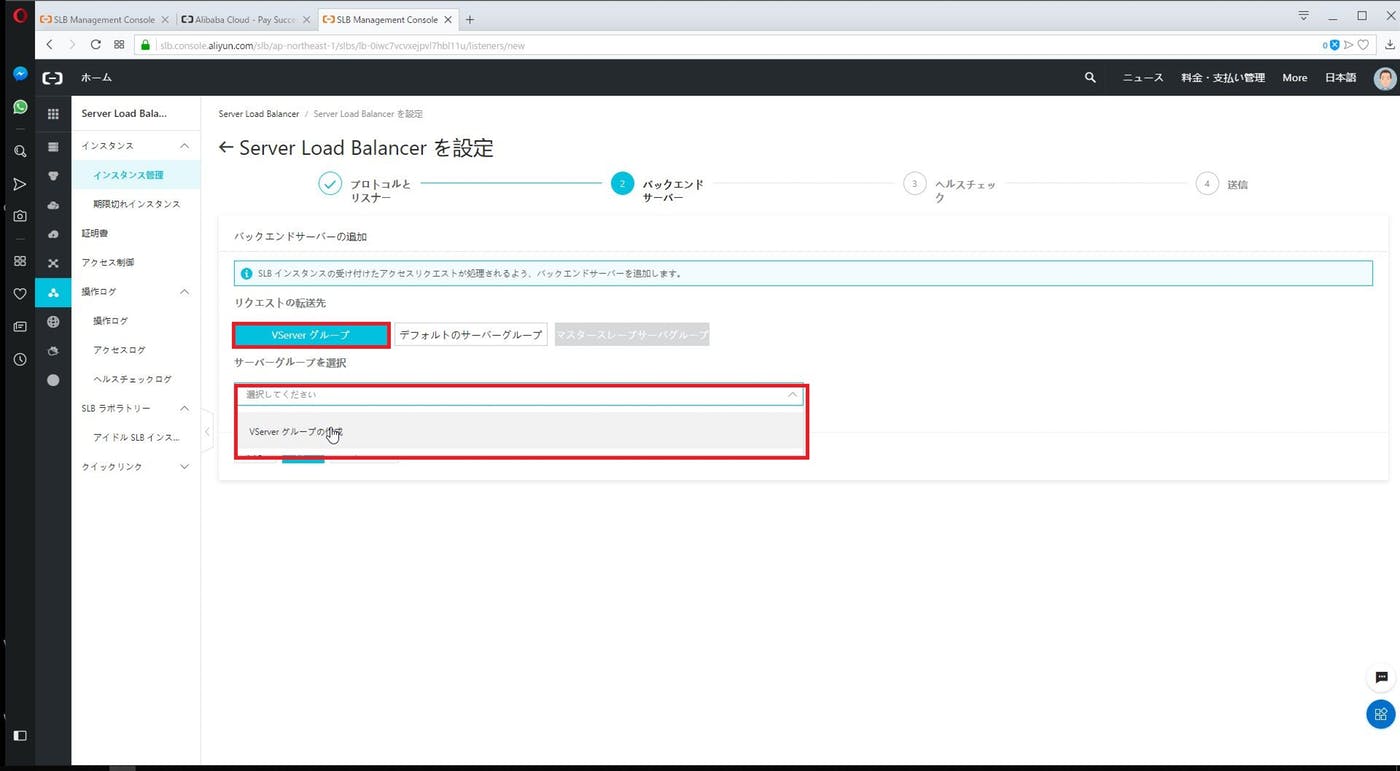 SLB Management Console
Alibaba Cloud - Pay Succe
SLB Management Console
slb.console.aliyun.com/slb/ap-northeast-1/slbs/lb-0iwc7vcvxejpvl7hbl11u/listeners/new
0
ホーム
ニュース
料金・支払い管理
More
日本語
Server Load Bala...
インスタンス
インスタンス管理
期限切れインスタンス
証明書
アクセス制御
操作ログ
操作ログ
アクセスログ
ヘルスチェックログ
SLB ラボラトリー
アイドル SLB インス...
クイックリンク
Server Load Balancer / Server Load Balancer を設定
← Server Load Balancer を設定
プロトコルと
リスナー
2
バックエンド
サーバー
3
ヘルスチェッ
ク
4
送信
バックエンドサーバーの追加
SLB インスタンスの受け付けたアクセスリクエストが処理されるよう、バックエンドサーバーを追加します。
リクエストの転送先
VServer グループ
デフォルトのサーバーグループ
マスタースレープサーバグループ
サーバーグループを選択
選択してください
VServer グループの作成